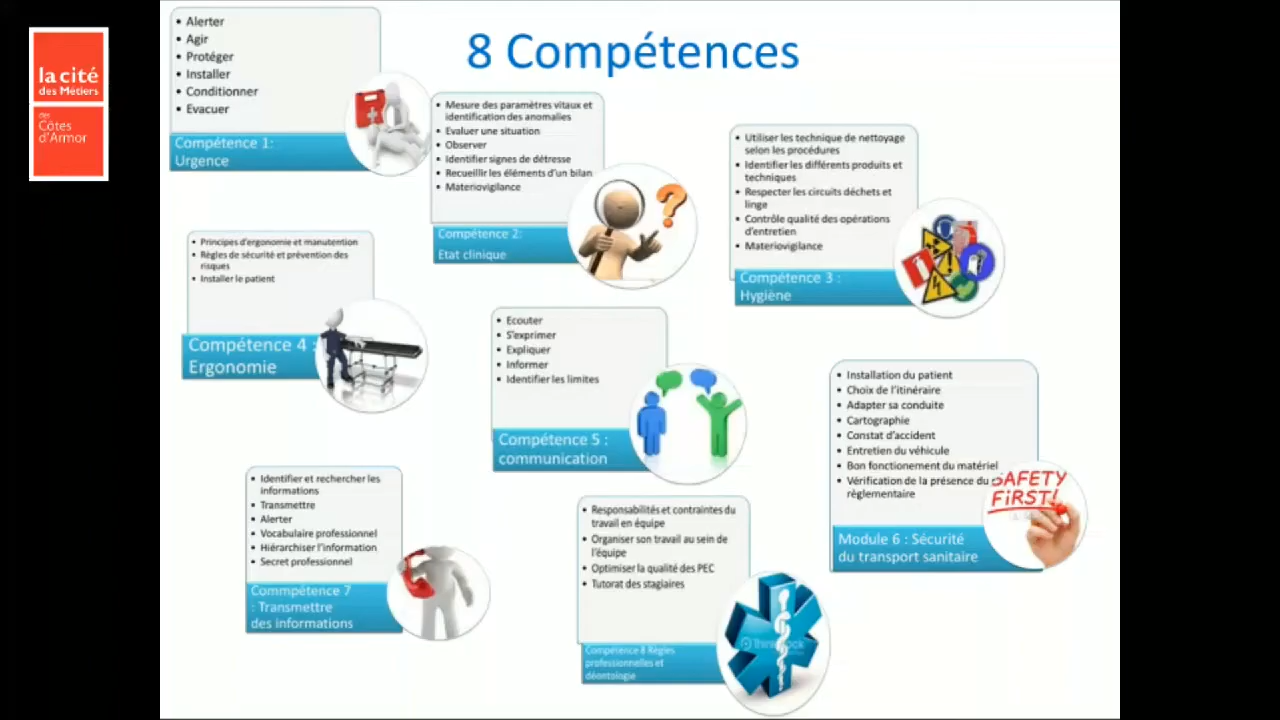 la cité
des Métiers
des
Côtes
d'Armor
8 Compétences
• Alerter
• Agir
• Protéger
• Installer
• Conditionner
• Evacuer
Compétence 1:
Urgence
• Mesure des paramètres vitaux et
identification des anomalies
• Evaluer une situation
• Observer
• Identifier signes de détresse
• Recueillir les éléments d'un bilan
• Materiovigilance
Compétence 2:
Etat clinique
?
• Utiliser les technique de nettoyage
selon les procédures
• Identifier les différents produits et
techniques
• Respecter les circuits déchets et
linge
• Contrôle qualité des opérations
d'entretien
• Materiovigilance
Compétence 3 :
Hygiène
• Principes d'ergonomie et manutention
• Règles de sécurité et prévention des
risques
• Installer le patient
Compétence 4 :
Ergonomie
• Ecouter
• S'exprimer
• Expliquer
• Informer
• Identifier les limites
Compétence 5 :
communication
• Installation du patient
• Choix de l'itinéraire
• Adapter sa conduite
• Cartographie
• Constat d'accident
• Entretien du véhicule
• Bon fonctionement du matériel
• Vérification de la présence du
règlementaire
SAFETY
FiRST!
Module 6 : Sécurité
du transport sanitaire
• Identifier et rechercher les
informations
• Transmettre
• Alerter
• Vocabulaire professionnel
• Hiérarchiser l'information
• Secret professionnel
Commpétence 7
: Transmettre
des informations
• Responsabilités et contraintes du
travail en équipe
• Organiser son travail au sein de
l'équipe
• Optimiser la qualité des PEC
• Tutorat des stagiaires
Compétence 8 Règles
professionnelles et
déontologie